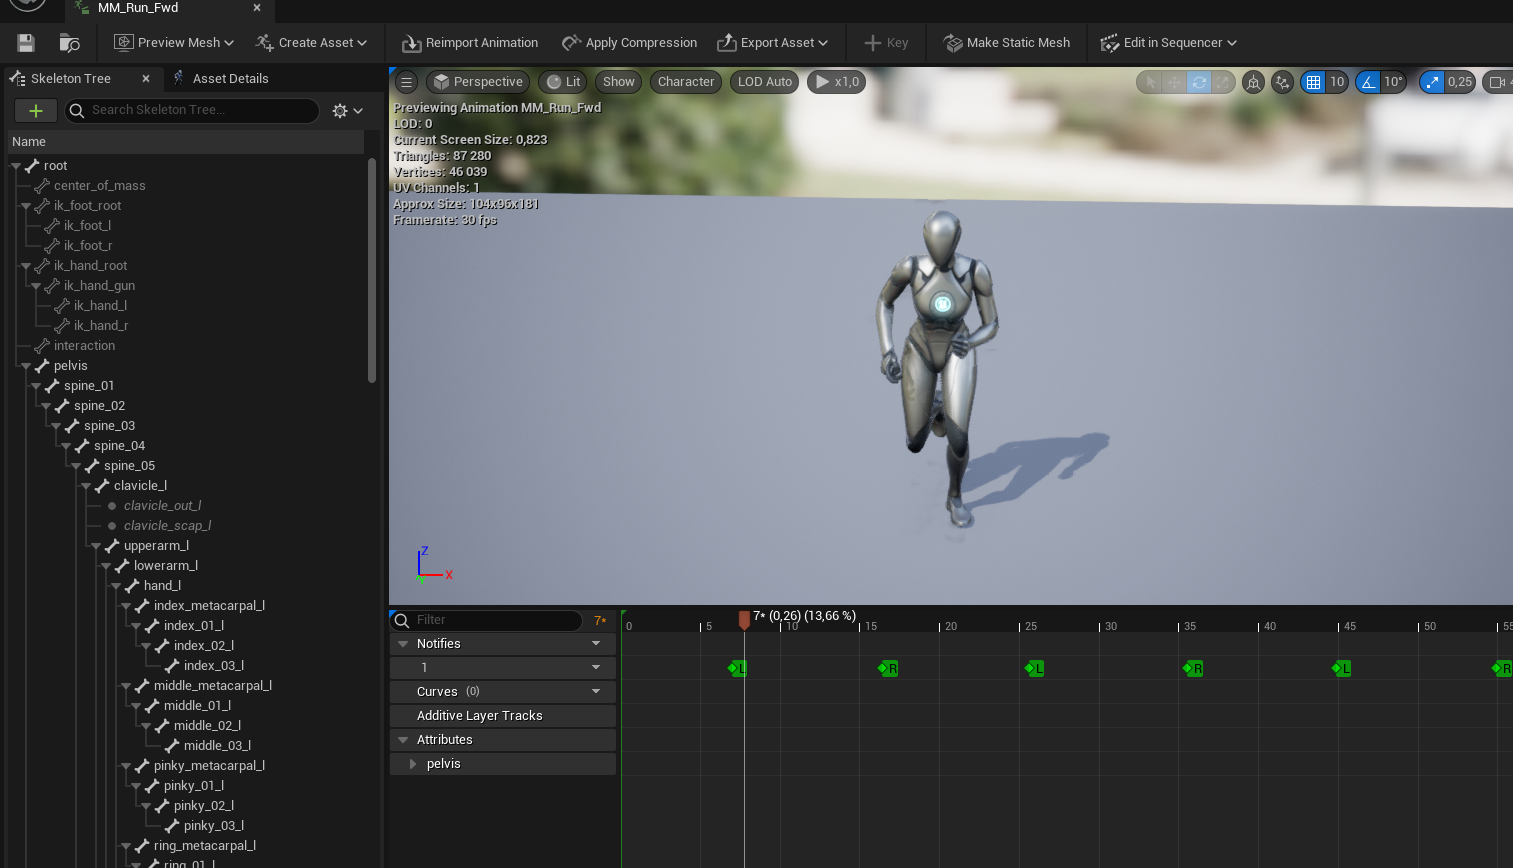 MM_Run_Fwd
Preview Mesh
Create Asset
Reimport Animation
Apply Compression
Export Asset
Key
Make Static Mesh
Edit in Sequencer
Skeleton Tree
Asset Details
Search Skeleton Tree...
Name
root
center_of_mass
ik_foot_root
ik_foot_l
ik_foot_r
ik_hand_root
ik_hand_gun
ik_hand_l
ik_hand_r
interaction
pelvis
spine_01
spine_02
spine_03
spine_04
spine_05
clavicle_l
clavicle_out_l
clavicle_scap_l
upperarm_l
lowerarm_l
hand_l
index_metacarpal_l
index_01_l
index_02_l
index_03_l
middle_metacarpal_l
middle_01_l
middle_02_l
middle_03_l
pinky_metacarpal_l
pinky_01_l
pinky_02_l
pinky_03_l
ring_metacarpal_l
ring_01_l
Perspective
Lit
Show
Character
LOD Auto
x1,0
10
10°
0,25
4
Previewing Animation MM_Run_Fwd
LOD: 0
Current Screen Size: 0,823
Triangles: 87 280
Vertices: 46 039
UV Channels: 1
Approx Size: 104x96x181
Framerate: 30 fps
Z
X
Filter
7*
7* (0,26) (13,66 %)
0 5 10 15 20 25 30 35 40 45 50 55
Notifies
1
L R L R L R
Curves (0)
Additive Layer Tracks
Attributes
pelvis